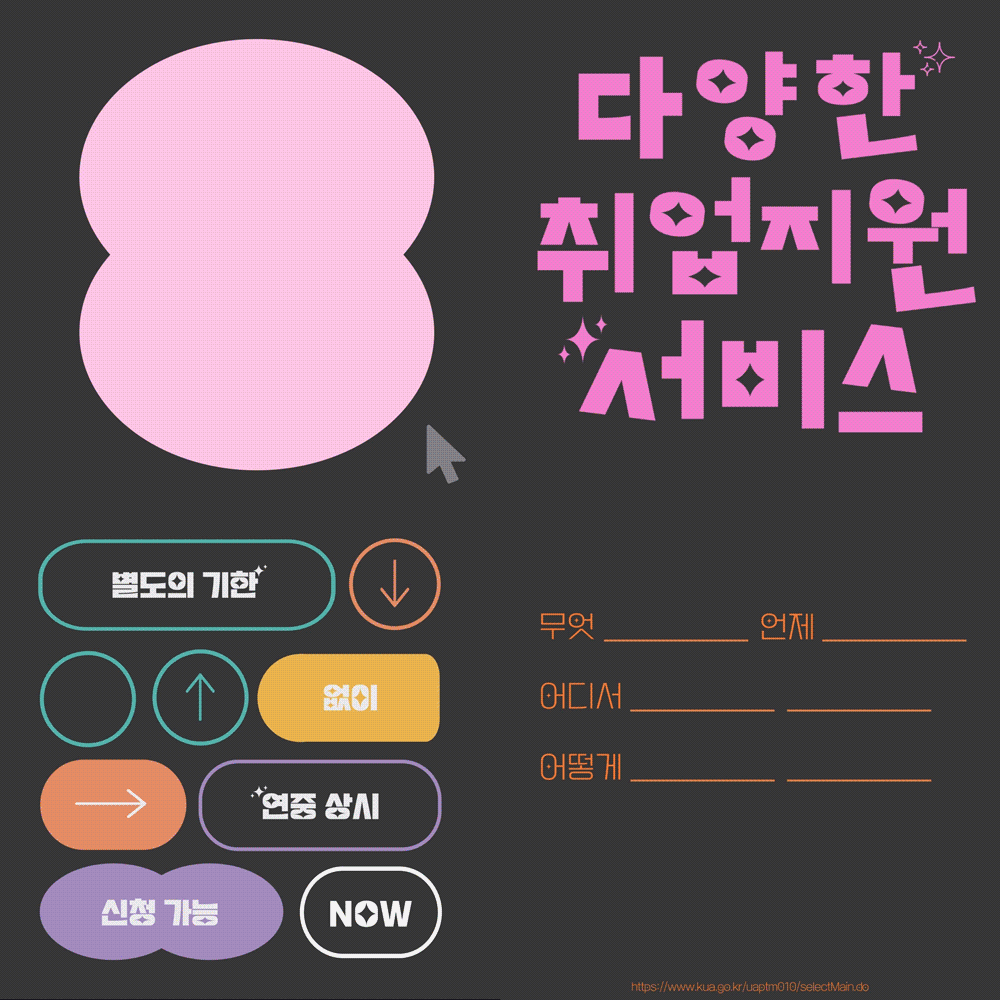 다양한
취업지원
서비스
별도의 기한
없이
연중 상시
신청 가능
NOW
무엇 언제
어디서
어떻게
https://www.kua.go.kr/uaptm010/selectMain.do